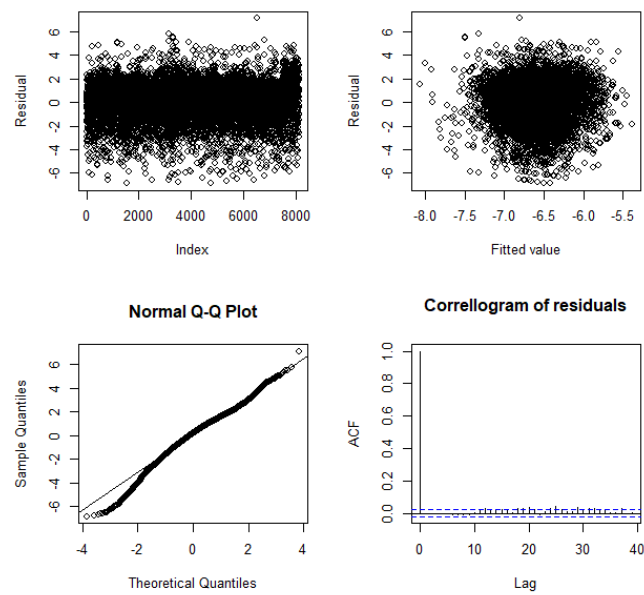 Residual
6
4
2
0
-2
-4
-6
0 2000 4000 6000 8000
Index
Residual
6
4
2
0
-2
-4
-6
-8.0 -7.5 -7.0 -6.5 -6.0 -5.5
Fitted value
Normal Q-Q Plot
Sample Quantiles
6
4
2
0
-2
-4
-6
-4 -2 0 2 4
Theoretical Quantiles
Correllogram of residuals
ACF
1.0
0.8
0.6
0.4
0.2
0.0
0 10 20 30 40
Lag